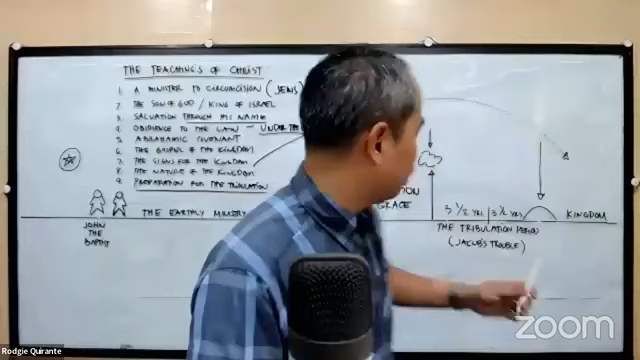 THE TEACHING'S OF CHRIST
1. A MINISTER TO CIRCUMCISION (JEWS)
2. THE SON OF GOD / KING OF ISRAEL
3. SALVATION THROUGH HIS NAME
4. OBEDIENCE TO THE LAW - UNDER THE
5. ABRAHAMIC COVENANT
6. THE GOSPEL OF THE KINGDOM
7. THE SIGNS FOR THE KINGDOM
8. THE NATURE OF THE KINGDOM
9. PREPARATION FOR THE TRIBULATION
JOHN
THE
BAPTIST
THE EARTHLY MINISTRY
GRACE
3 1/2 YRS 3 1/2 YRS
KINGDOM
THE TRIBULATION PERIOD
(JACOB'S TROUBLE)
zoom
Rodgie Quirante